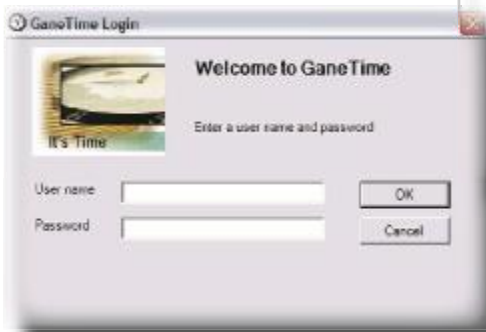 GaneTime Login
Welcome to GaneTime
Enter a user name and password
It's Time
User name
OK
Password
Cancel